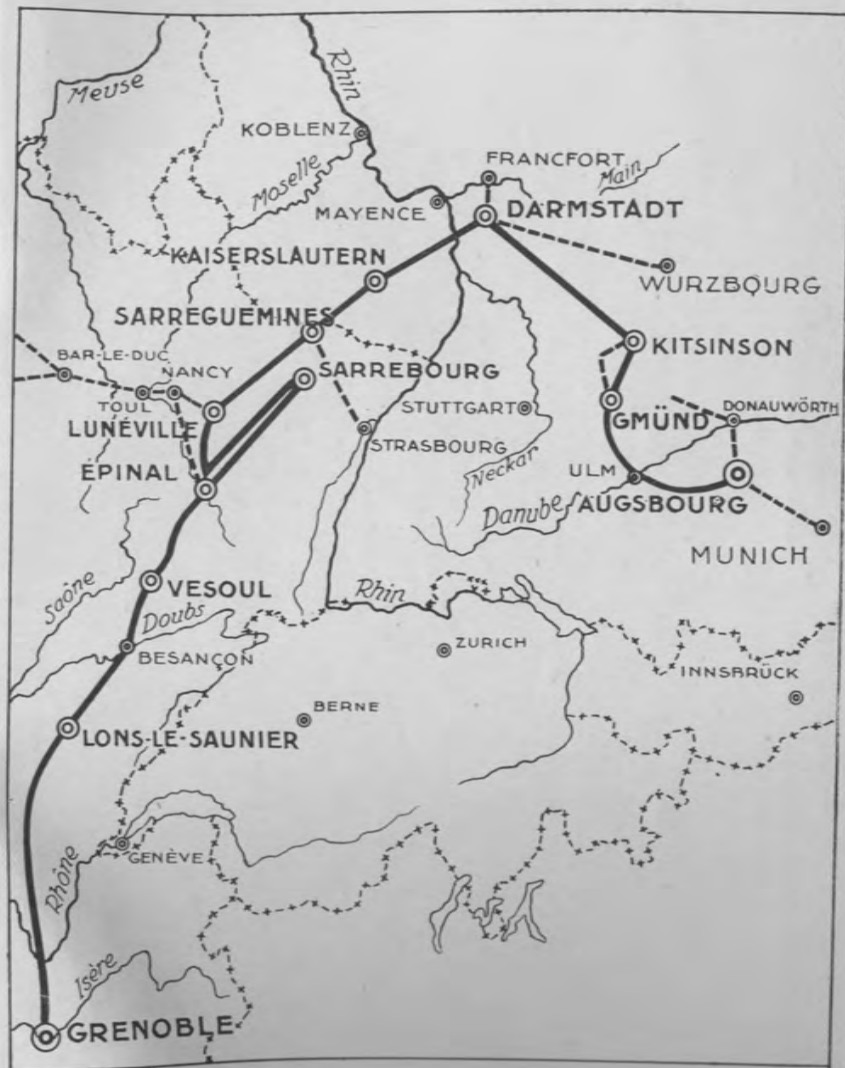 Meuse
Rhin
KOBLENZ
Moselle
FRANCFORT
Main
MAYENCE
DARMSTADT
KAISERSLAUTERN
WURZBOURG
SARREGUEMINES
KITSINSON
BAR-LE-DUC
NANCY
SARREBOURG
TOUL
STUTTGART
GMÜND
DONAUWÖRTH
LUNÉVILLE
STRASBOURG
ÉPINAL
Neckar
ULM
Danube
AUGSBOURG
MUNICH
Saône
VESOUL
Rhin
Doubs
BESANÇON
ZURICH
INNSBRÜCK
BERNE
LONS-LE-SAUNIER
GENÈVE
Rhône
Isère
GRENOBLE